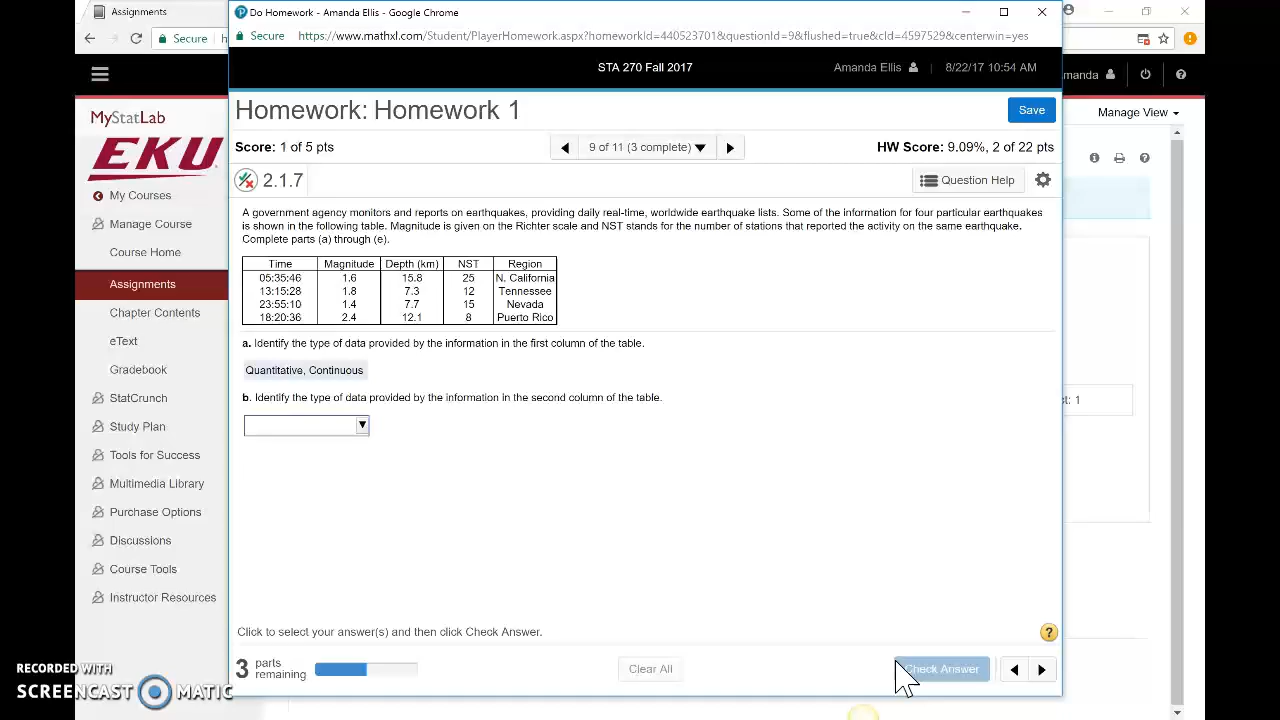 Assignments
Do Homework - Amanda Ellis - Google Chrome
Secure
Secure https://www.mathxl.com/Student/PlayerHomework.aspx?homeworkId=440523701&questionId=9&flushed=true&cId=4597529&centerwin=yes
STA 270 Fall 2017
Amanda Ellis
8/22/17 10:54 AM
manda
Manage View
Homework: Homework 1
Save
Score: 1 of 5 pts
9 of 11 (3 complete)
HW Score: 9.09%, 2 of 22 pts
2.1.7
Question Help
MyStatLab
EKU
My Courses
Manage Course
Course Home
Assignments
Chapter Contents
eText
Gradebook
StatCrunch
Study Plan
Tools for Success
Multimedia Library
Purchase Options
Discussions
Course Tools
Instructor Resources
A government agency monitors and reports on earthquakes, providing daily real-time, worldwide earthquake lists. Some of the information for four particular earthquakes
is shown in the following table. Magnitude is given on the Richter scale and NST stands for the number of stations that reported the activity on the same earthquake.
Complete parts (a) through (e).
Time Magnitude Depth (km) NST Region
05:35:46 1.6 15.8 25 N. California
13:15:28 1.8 7.3 12 Tennessee
23:55:10 1.4 7.7 15 Nevada
18:20:36 2.4 12.1 8 Puerto Rico
a. Identify the type of data provided by the information in the first column of the table.
Quantitative, Continuous
b. Identify the type of data provided by the information in the second column of the table.
ct: 1
Click to select your answer(s) and then click Check Answer.
?
3 parts
remaining
Clear All
Check Answer
RECORDED WITH
SCREENCAST MATIC